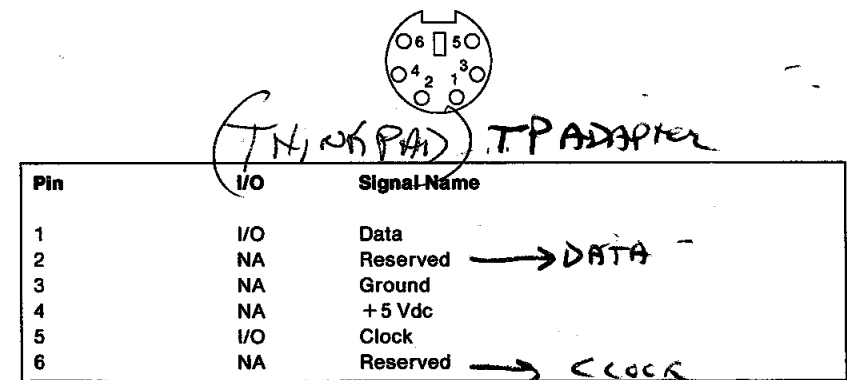 6 5
4 3
2 1
(THINKPAD) TP ADAPTER
Pin I/O Signal Name
1 I/O Data
2 NA Reserved → DATA
3 NA Ground
4 NA +5 Vdc
5 I/O Clock
6 NA Reserved → CLOCK